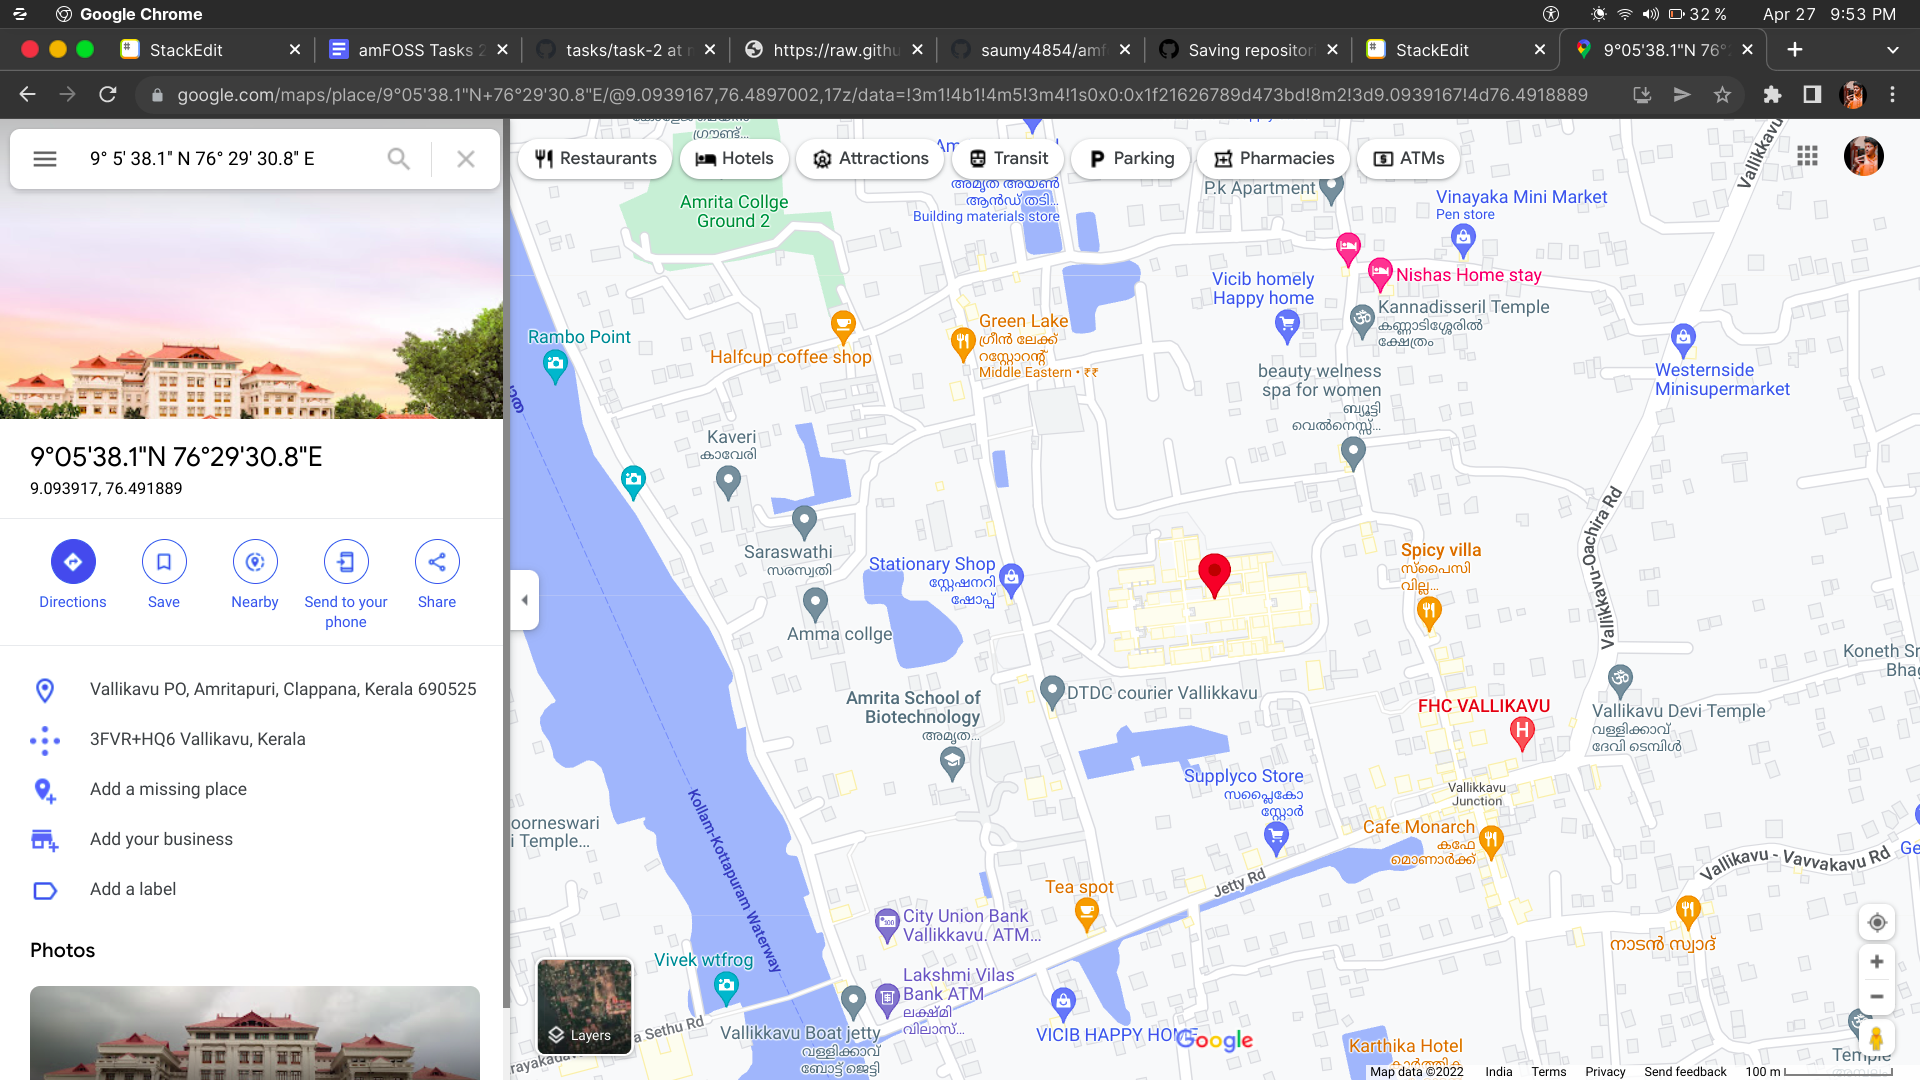 Google Chrome
32 %
Apr 27 9:53 PM
StackEdit
amFOSS Tasks 2
tasks/task-2 at
https://raw.githu
saumy4854/amf
Saving repositor
StackEdit
9°05'38.1"N 76°
google.com/maps/place/9°05'38.1"N+76°29'30.8"E/@9.0939167,76.4897002,17z/data=!3m1!4b1!4m5!3m4!1s0x0:0x1f21626789d473bd!8m2!3d9.0939167!4d76.4918889
9° 5' 38.1" N 76° 29' 30.8" E
Restaurants
Hotels
Attractions
Transit
Parking
Pharmacies
ATMs
9°05'38.1"N 76°29'30.8"E
9.093917, 76.491889
Directions
Save
Nearby
Send to your
phone
Share
Vallikavu PO, Amritapuri, Clappana, Kerala 690525
3FVR+HQ6 Vallikavu, Kerala
Add a missing place
Add your business
Add a label
Photos
ഗ്രൗണ്ട്...
Amrita Collge
Ground 2
അമൃത അയൺ
ആൻഡ് തടി...
Building materials store
P.k Apartment
Vinayaka Mini Market
Pen store
Vallikkavu
Nishas Home stay
Vicib homely
Happy home
Kannadisseril Temple
കണ്ണാടിശ്ശേരിൽ
ക്ഷേത്രം
Rambo Point
Halfcup coffee shop
Green Lake
ഗ്രീൻ ലേക്ക്
റസ്റ്റോറന്റ്
Middle Eastern • ₹₹
beauty welness
spa for women
ബ്യൂട്ടി
വെൽനെസ്സ്...
Westernside
Minisupermarket
Kaveri
കാവേരി
Saraswathi
സരസ്വതി
Stationary Shop
സ്റ്റേഷനറി
ഷോപ്പ്
Amma collge
Spicy villa
സ്പൈസി
വില്ല...
Vallikkavu-Oachira Rd
Koneth Sr
Bhag
Amrita School of
Biotechnology
അമൃത...
DTDC courier Vallikkavu
FHC VALLIKAVU
Vallikavu Devi Temple
വള്ളിക്കാവ്
ദേവി ടെമ്പിൾ
Supplyco Store
സപ്ലൈകോ
സ്റ്റോർ
Vallikkavu
Junction
Cafe Monarch
കഫേ
മൊണാർക്ക്
oorneswari
i Temple...
Kollam-Kottapuram Waterway
Jetty Rd
Vallikavu - Vavvakavu Rd
Ge
Tea spot
City Union Bank
Vallikkavu. ATM...
നാടൻ സ്വാദ്
Vivek wtfrog
Lakshmi Vilas
Bank ATM
ലക്ഷ്മി
വിലാസ്...
Vallikkavu Boat jetty
വള്ളിക്കാവ്
ബോട്ട് ജെട്ടി
a Sethu Rd
rayakada
VICIB HAPPY HOME
Google
Karthika Hotel
Temple
Layers
Map data ©2022
India
Terms
Privacy
Send feedback
100 m